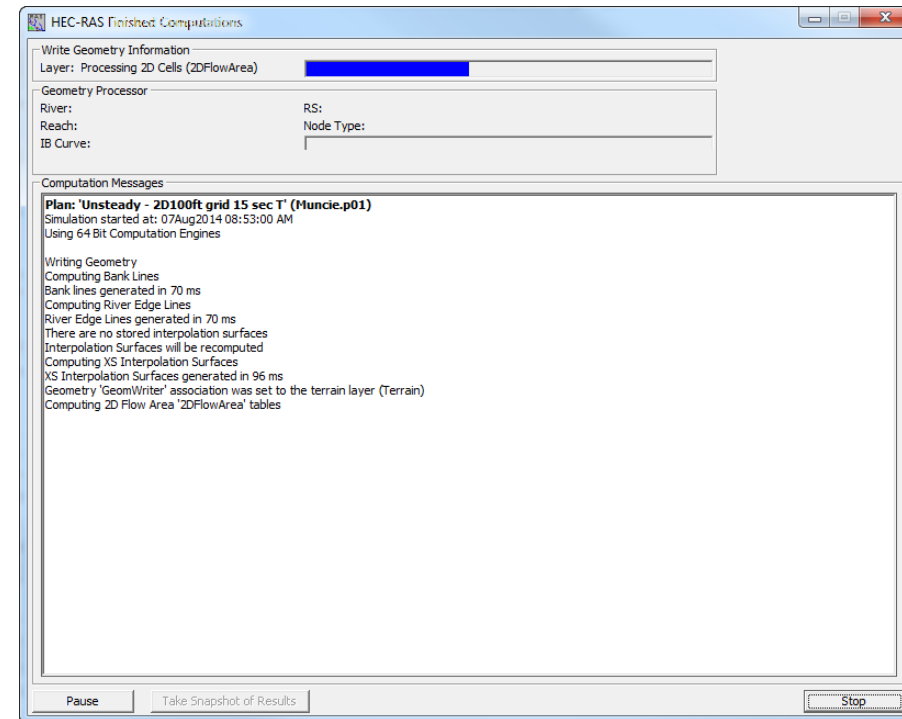 HEC-RAS Finished Computations
Write Geometry Information
Layer: Processing 2D Cells (2DFlowArea)
Geometry Processor
River:
RS:
Reach:
Node Type:
IB Curve:
Computation Messages
Plan: 'Unsteady - 2D100ft grid 15 sec T' (Muncie.p01)
Simulation started at: 07Aug2014 08:53:00 AM
Using 64 Bit Computation Engines
Writing Geometry
Computing Bank Lines
Bank lines generated in 70 ms
Computing River Edge Lines
River Edge Lines generated in 70 ms
There are no stored interpolation surfaces
Interpolation Surfaces will be recomputed
Computing XS Interpolation Surfaces
XS Interpolation Surfaces generated in 96 ms
Geometry 'GeomWriter' association was set to the terrain layer (Terrain)
Computing 2D Flow Area '2DFlowArea' tables
Pause
Take Snapshot of Results
Stop